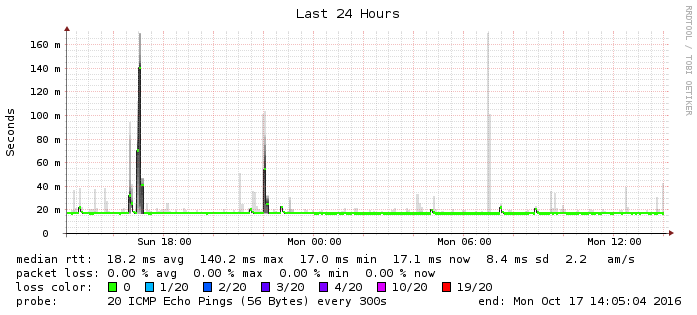 Last 24 Hours
RRDTOOL / TOBI OETIKER
Seconds
160 m
140 m
120 m
100 m
80 m
60 m
40 m
20 m
0
Sun 18:00 Mon 00:00 Mon 06:00 Mon 12:00
median rtt: 18.2 ms avg 140.2 ms max 17.0 ms min 17.1 ms now 8.4 ms sd 2.2 am/s
packet loss: 0.00 % avg 0.00 % max 0.00 % min 0.00 % now
loss color: 0 1/20 2/20 3/20 4/20 10/20 19/20
probe: 20 ICMP Echo Pings (56 Bytes) every 300s end: Mon Oct 17 14:05:04 2016